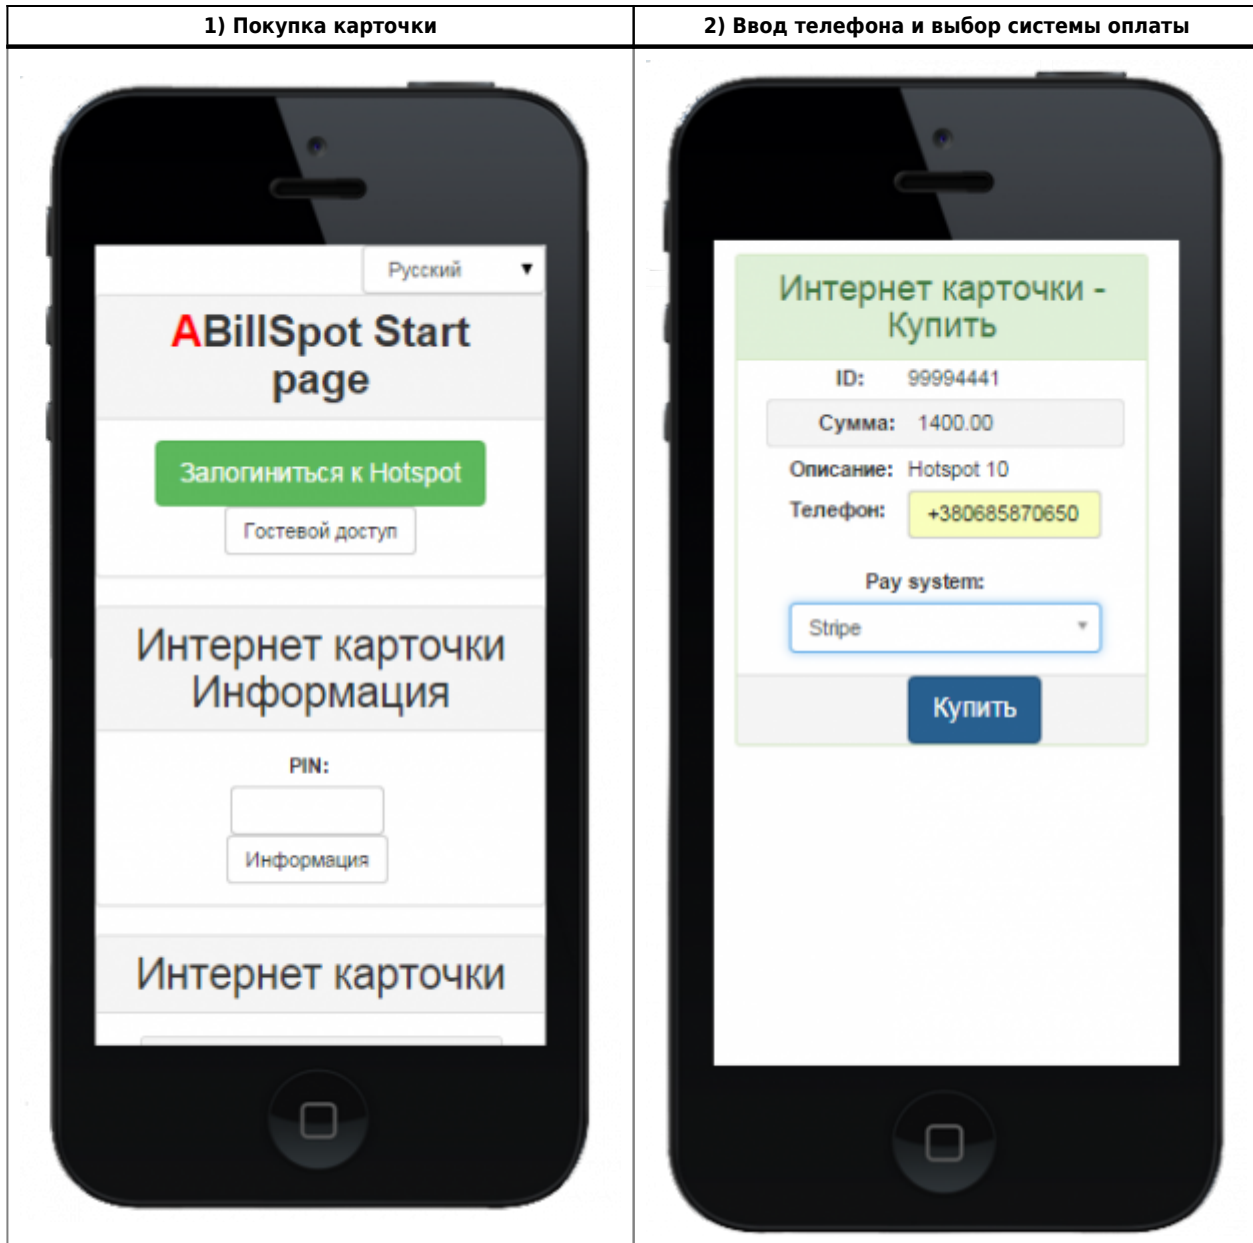 1) Покупка карточки
2) Ввод телефона и выбор системы оплаты
Русский
ABillSpot Start
page
Залогиниться к Hotspot
Гостевой доступ
Интернет карточки
Информация
PIN:
Информация
Интернет карточки
Интернет карточки -
Купить
ID: 99994441
Сумма: 1400.00
Описание: Hotspot 10
Телефон: +380685870650
Pay system:
Stripe
Купить